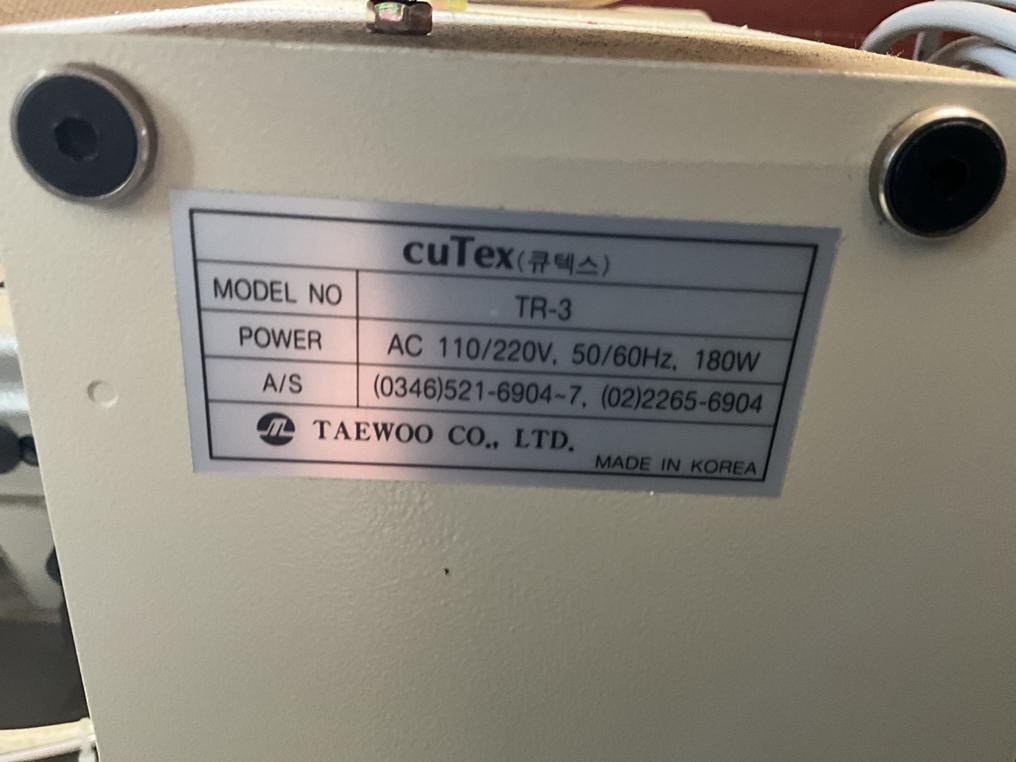 cuTex(큐텍스)
MODEL NO TR-3
POWER AC 110/220V, 50/60Hz, 180W
A/S (0346)521-6904~7, (02)2265-6904
TAEWOO CO., LTD.
MADE IN KOREA